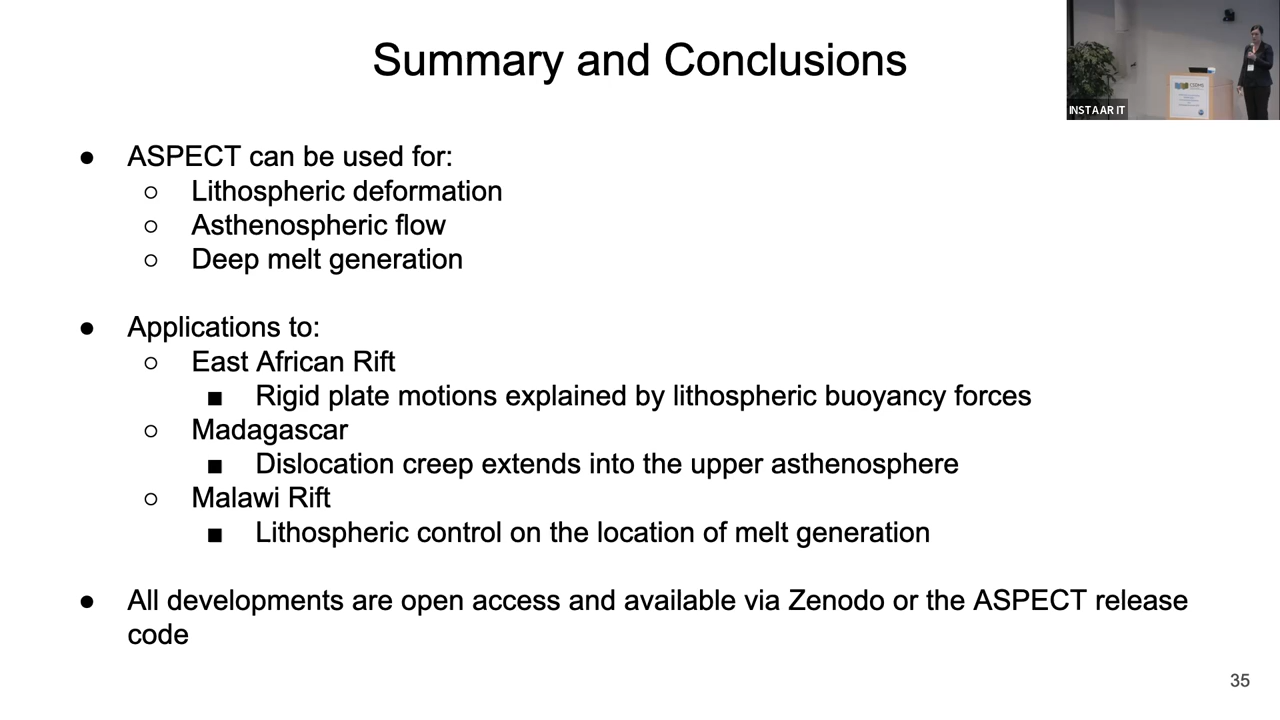 Summary and Conclusions
INSTAAR IT
● ASPECT can be used for:
○ Lithospheric deformation
○ Asthenospheric flow
○ Deep melt generation
● Applications to:
○ East African Rift
■ Rigid plate motions explained by lithospheric buoyancy forces
○ Madagascar
■ Dislocation creep extends into the upper asthenosphere
○ Malawi Rift
■ Lithospheric control on the location of melt generation
● All developments are open access and available via Zenodo or the ASPECT release
code
35